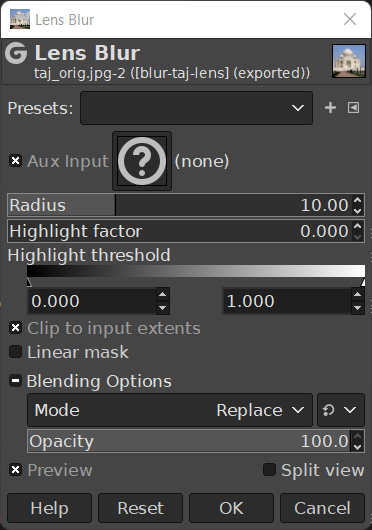 Lens Blur
Lens Blur
taj_orig.jpg-2 ([blur-taj-lens] (exported))
Presets:
Aux Input (none)
Radius 10.00
Highlight factor 0.000
Highlight threshold
0.000 1.000
Clip to input extents
Linear mask
Blending Options
Mode Replace
Opacity 100.0
Preview Split view
Help Reset OK Cancel